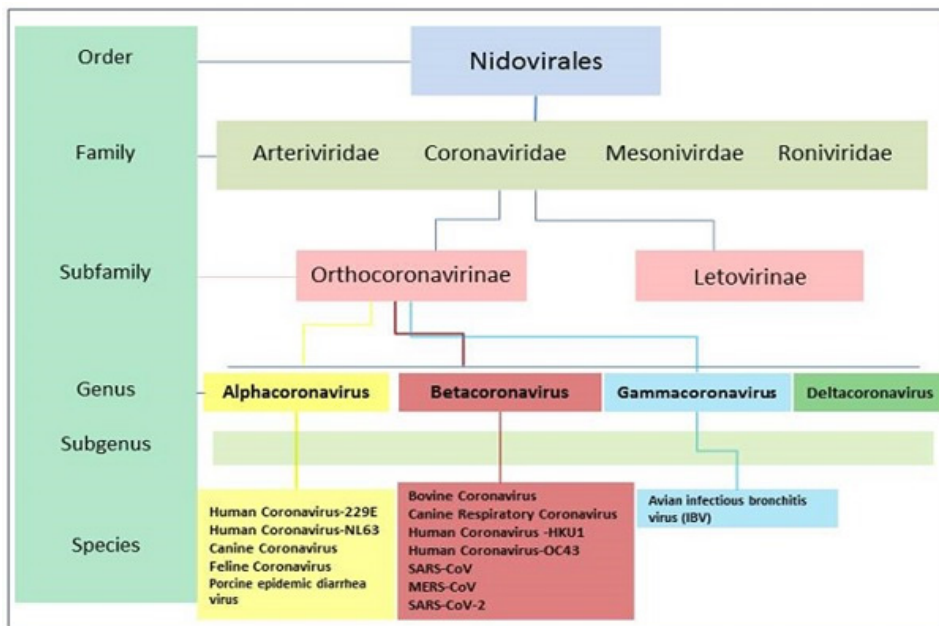 Order
Nidovirales
Family
Arteriviridae Coronaviridae Mesonivirdae Roniviridae
Subfamily
Orthocoronavirinae
Letovirinae
Genus
Alphacoronavirus
Betacoronavirus
Gammacoronavirus
Deltacoronavirus
Subgenus
Species
Human Coronavirus-229E
Human Coronavirus-NL63
Canine Coronavirus
Feline Coronavirus
Porcine epidemic diarrhea
virus
Bovine Coronavirus
Canine Respiratory Coronavirus
Human Coronavirus -HKU1
Human Coronavirus-OC43
SARS-CoV
MERS-CoV
SARS-CoV-2
Avian infectious bronchitis
virus (IBV)